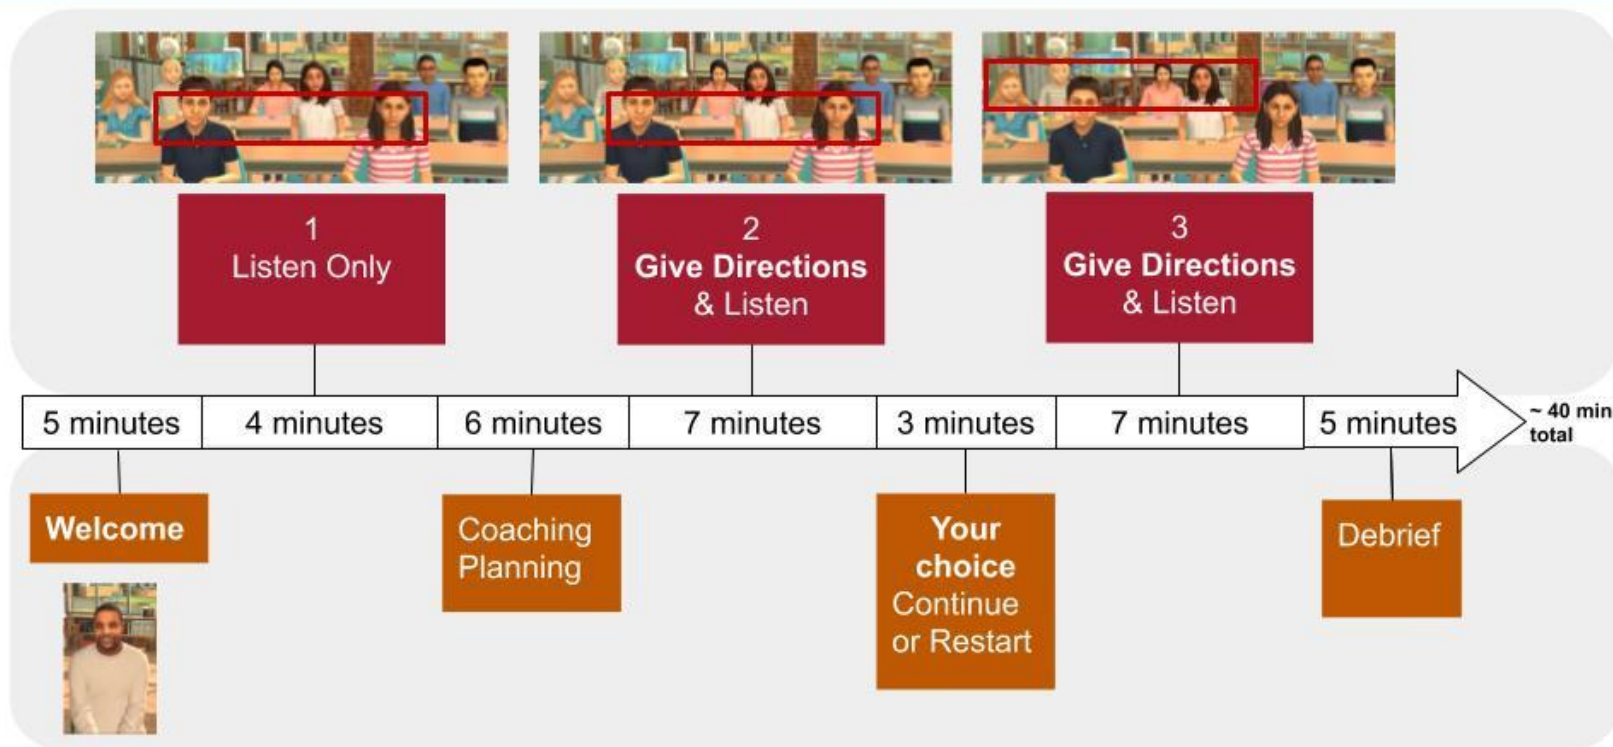 1
Listen Only
2
Give Directions
& Listen
3
Give Directions
& Listen
5 minutes
4 minutes
6 minutes
7 minutes
3 minutes
7 minutes
5 minutes
~ 40 min
total
Welcome
Coaching
Planning
Your
choice
Continue
or Restart
Debrief